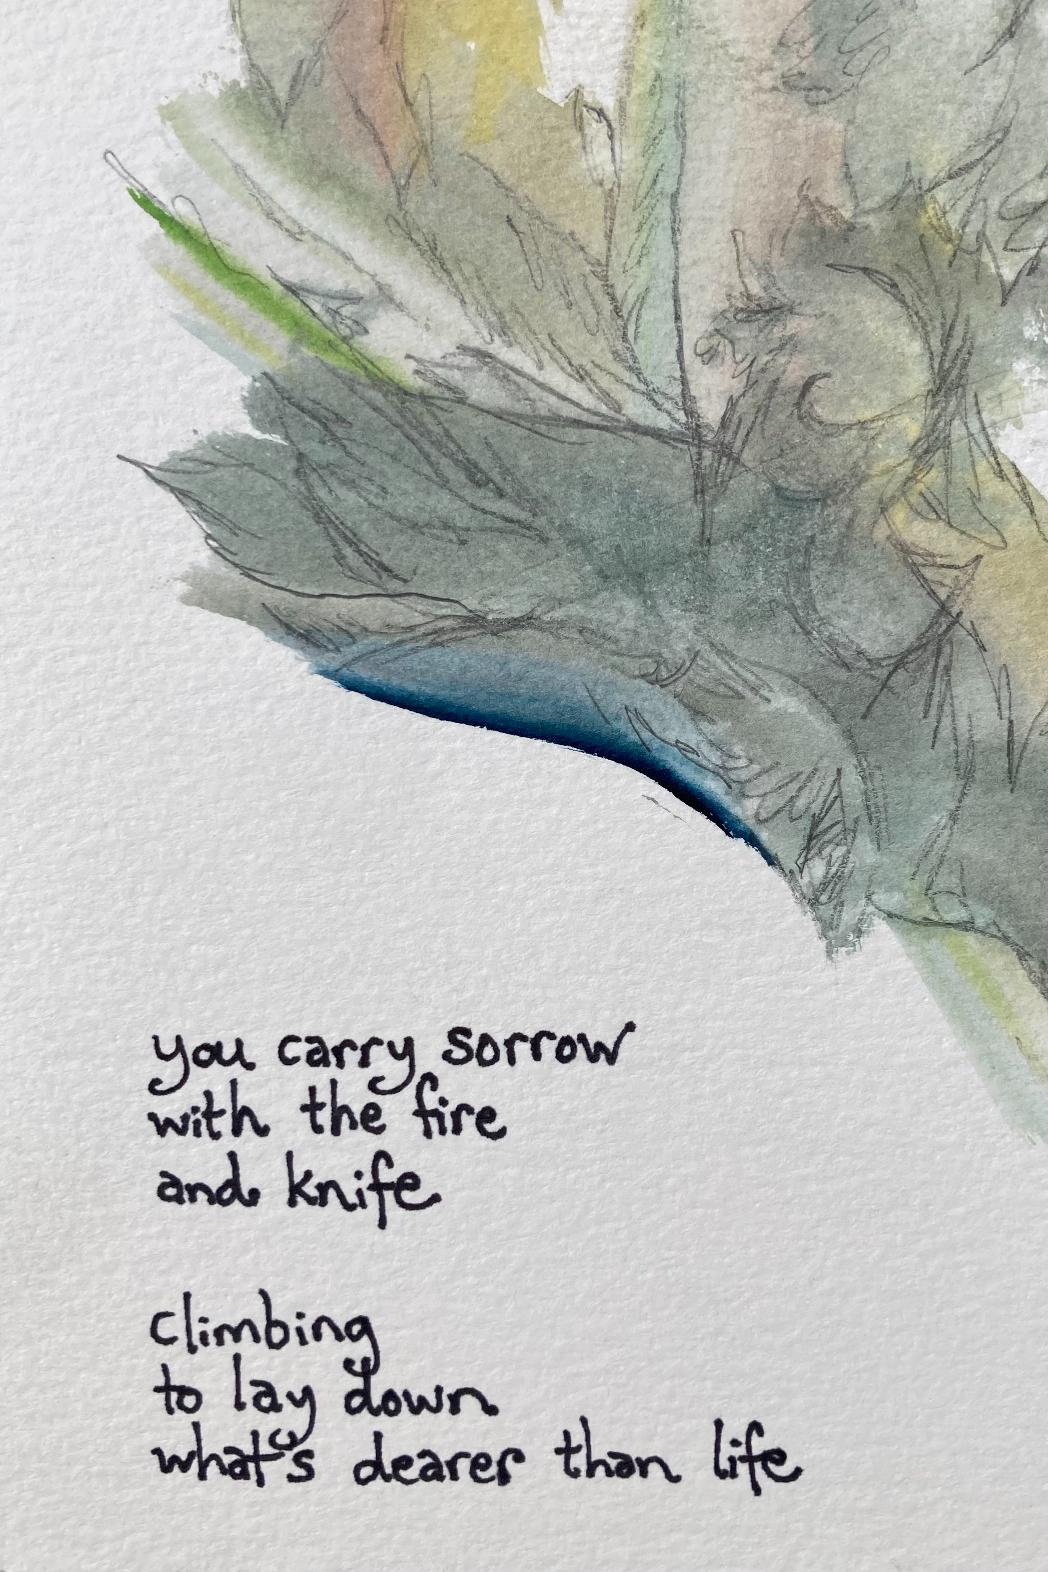 you carry sorrow
with the fire
and knife
climbing
to lay down
what's dearer than life